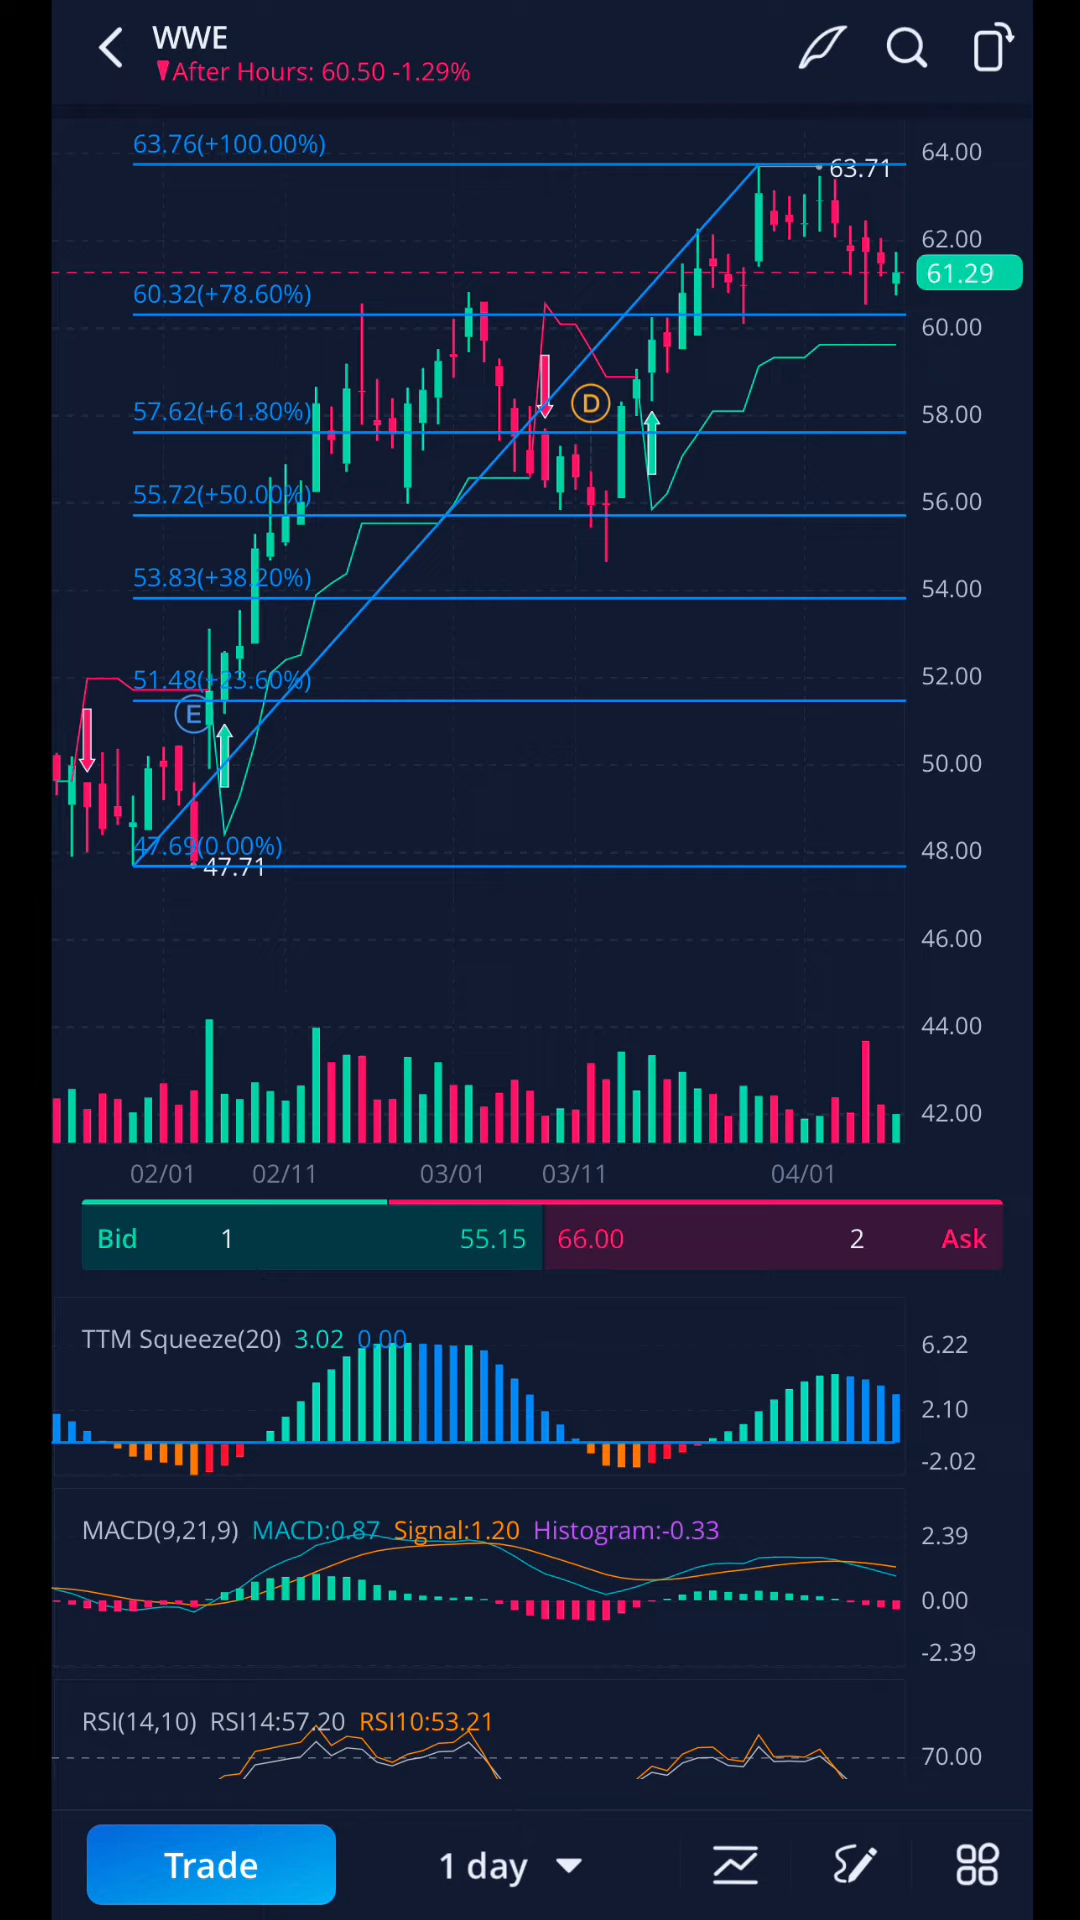 WWE
After Hours: 60.50 -1.29%
63.76(+100.00%)
63.71
64.00
62.00
61.29
60.32(+78.60%)
60.00
D
57.62(+61.80%)
58.00
55.72(+50.00%)
56.00
53.83(+38.20%)
54.00
51.48(+23.60%)
52.00
E
50.00
47.69(0.00%)
47.71
48.00
46.00
44.00
42.00
02/01 02/11 03/01 03/11 04/01
Bid 1 55.15 66.00 2 Ask
TTM Squeeze(20) 3.02 0.00
6.22
2.10
-2.02
MACD(9,21,9) MACD:0.87 Signal:1.20 Histogram:-0.33
2.39
0.00
-2.39
RSI(14,10) RSI14:57.20 RSI10:53.21
70.00
Trade
1 day